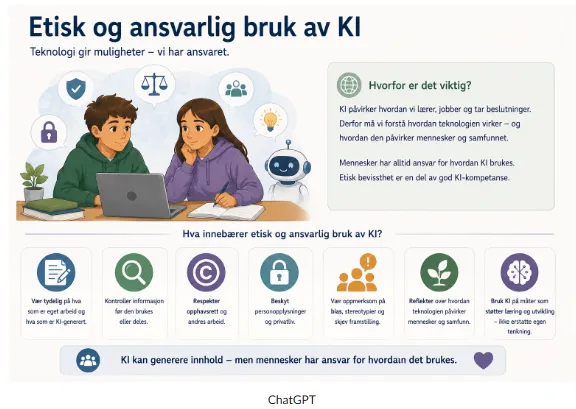 Etisk og ansvarlig bruk av KI
Teknologi gir muligheter – vi har ansvaret.
Hvorfor er det viktig?
KI påvirker hvordan vi lærer, jobber og tar beslutninger.
Derfor må vi forstå hvordan teknologien virker – og
hvordan den påvirker mennesker og samfunnet.
Mennesker har alltid ansvar for hvordan KI brukes.
Etisk bevissthet er en del av god KI-kompetanse.
Hva innebærer etisk og ansvarlig bruk av KI?
Vær tydelig på hva
som er eget arbeid og
hva som er KI-generert.
Kontroller informasjon
før den brukes
eller deles.
Respekter
opphavsrett og
andres arbeid.
Beskyt
personopplysninger
og privatliv.
Vær oppmerksom på
bias, stereotypier og
skjev framstilling.
Reflekter over hvordan
teknologien påvirker
mennesker og samfunn.
Bruk KI på måter som
støtter læring og utvikling
– ikke erstatte egen
tenkning.
KI kan generere innhold – men mennesker har ansvar for hvordan det brukes.
ChatGPT